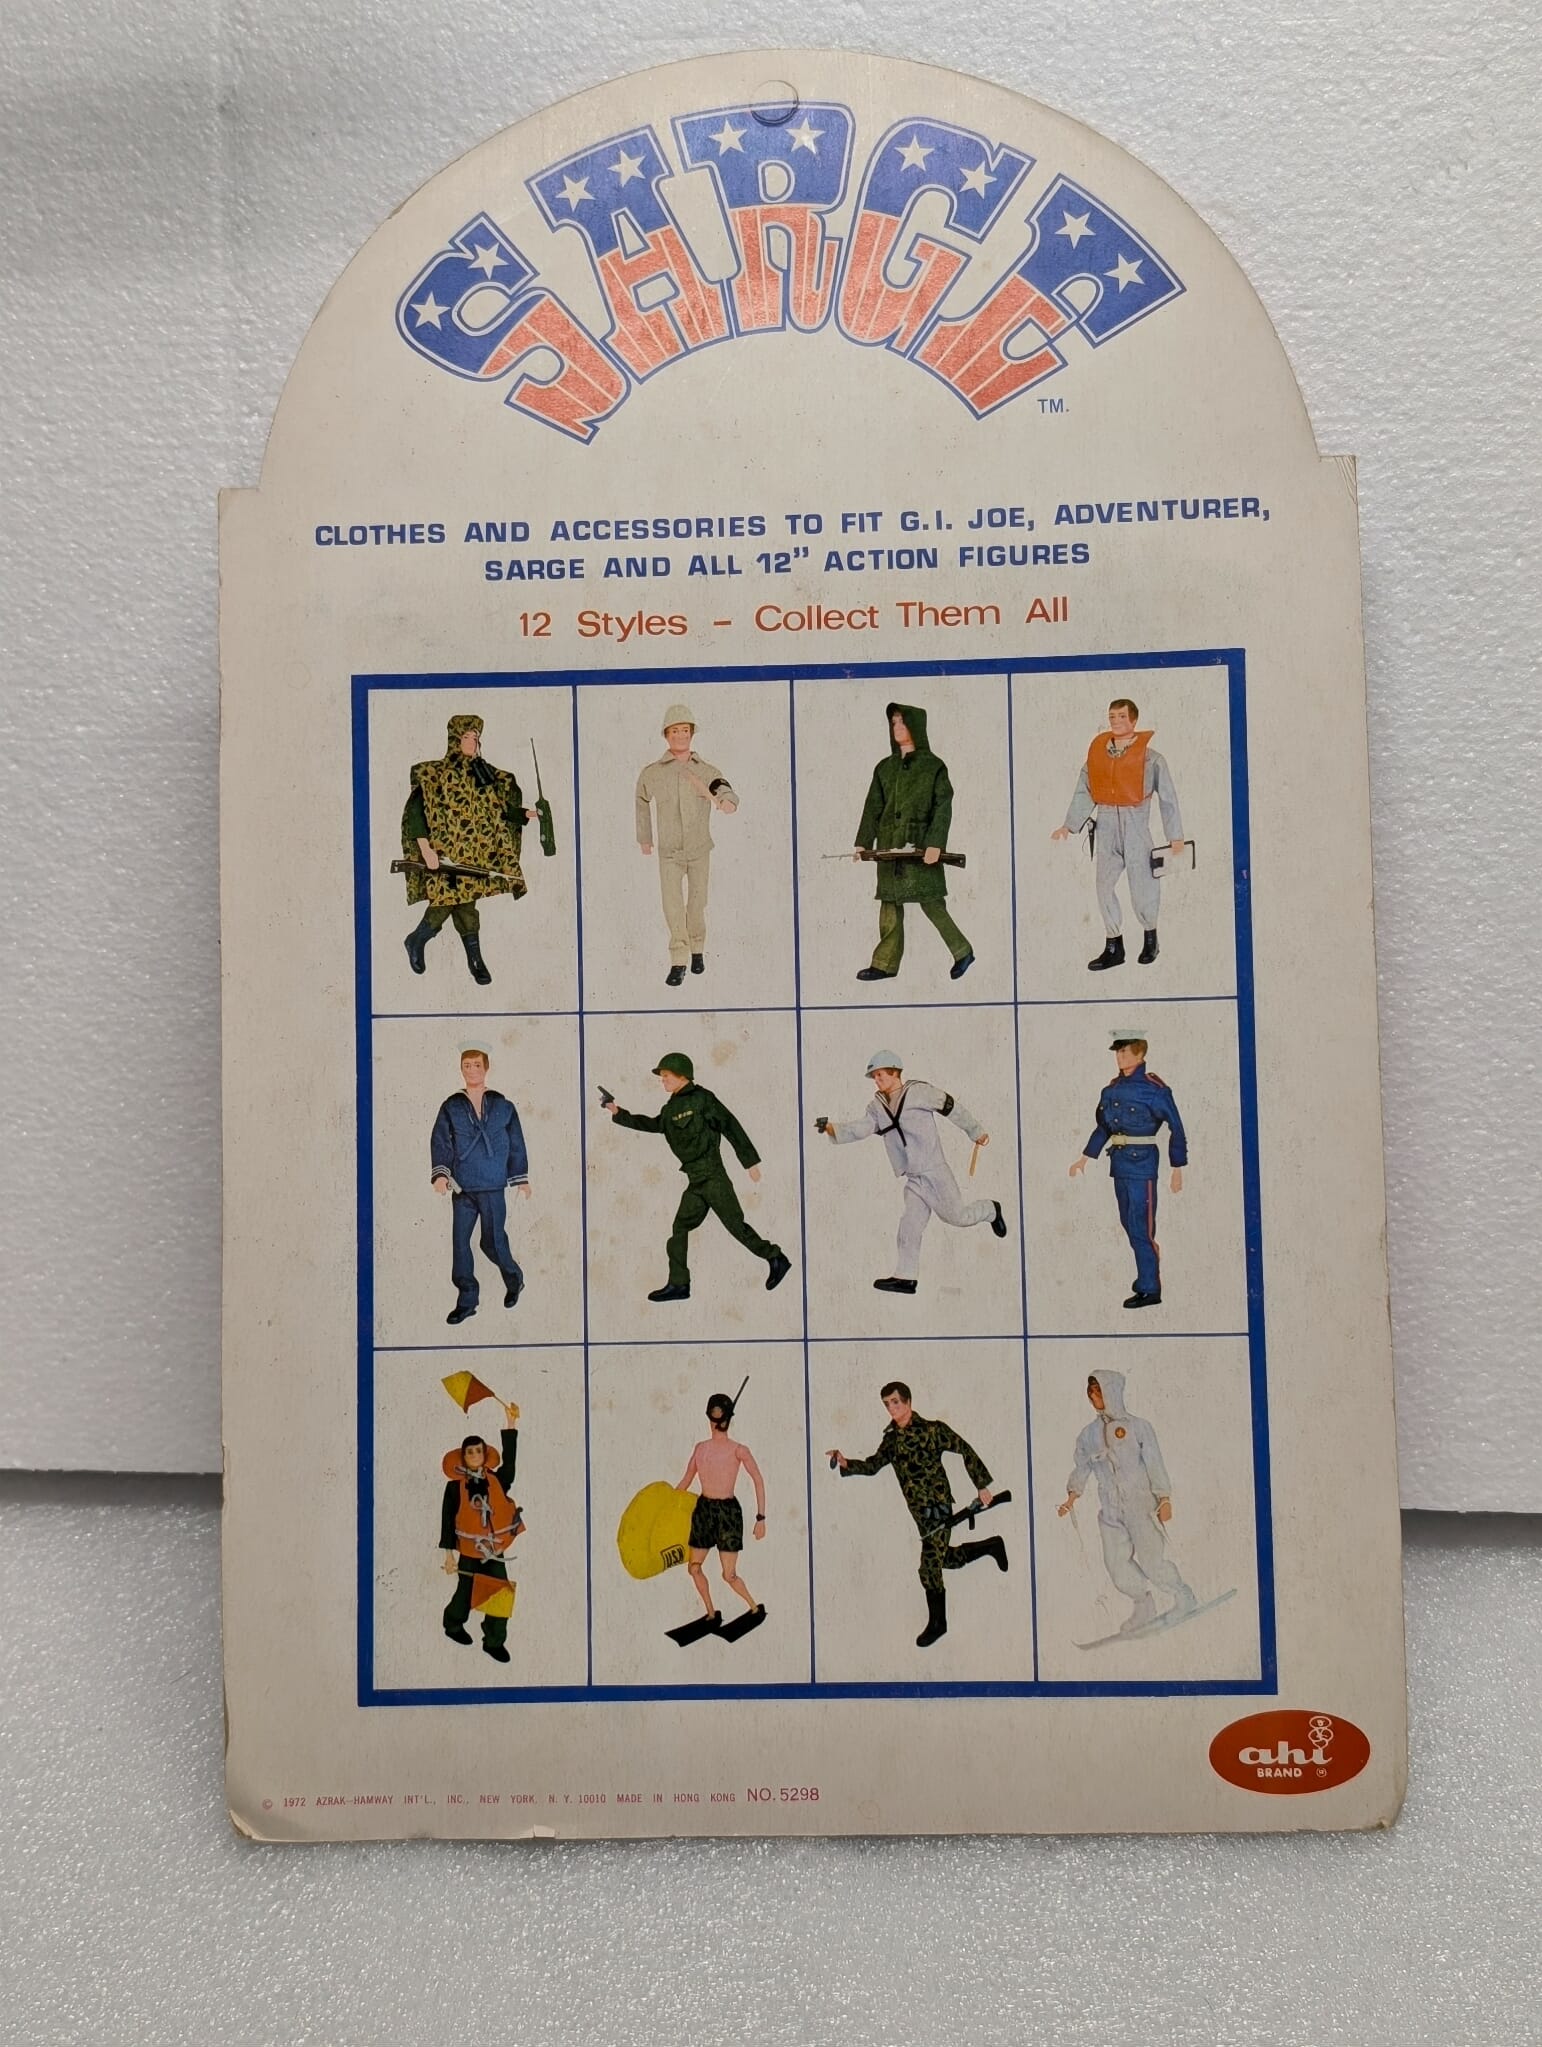 SARGE
TM.
CLOTHES AND ACCESSORIES TO FIT G.I. JOE, ADVENTURER,
SARGE AND ALL 12” ACTION FIGURES
12 Styles – Collect Them All
USN
ahi
BRAND
© 1972 AZRAK–HAMWAY INT'L., INC., NEW YORK, N. Y. 10010 MADE IN HONG KONG NO. 5298